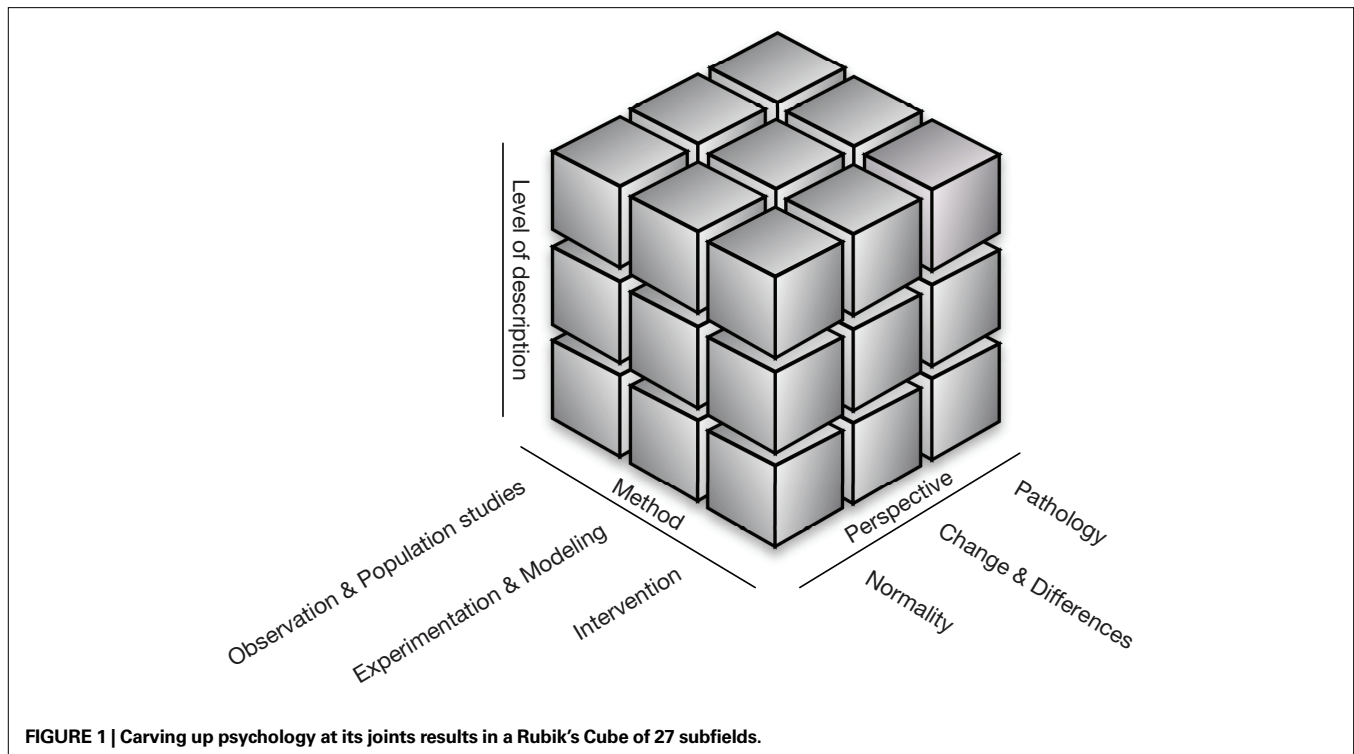 Level of description
Method
Perspective
Observation & Population studies
Experimentation & Modeling
Intervention
Normality
Change & Differences
Pathology
FIGURE 1 | Carving up psychology at its joints results in a Rubik's Cube of 27 subfields.